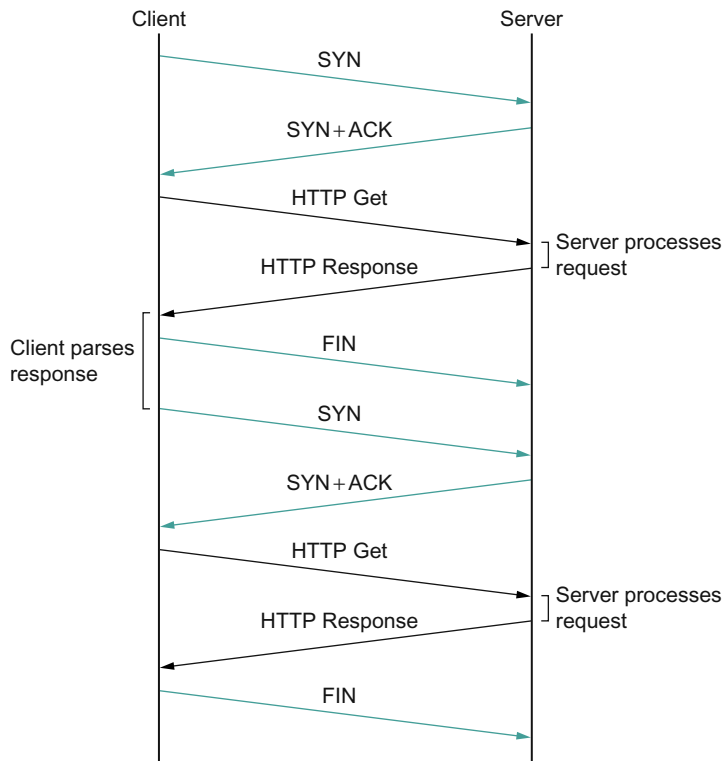 Client
Server
SYN
SYN+ACK
HTTP Get
Server processes
request
HTTP Response
Client parses
response
FIN
SYN
SYN+ACK
HTTP Get
Server processes
request
HTTP Response
FIN